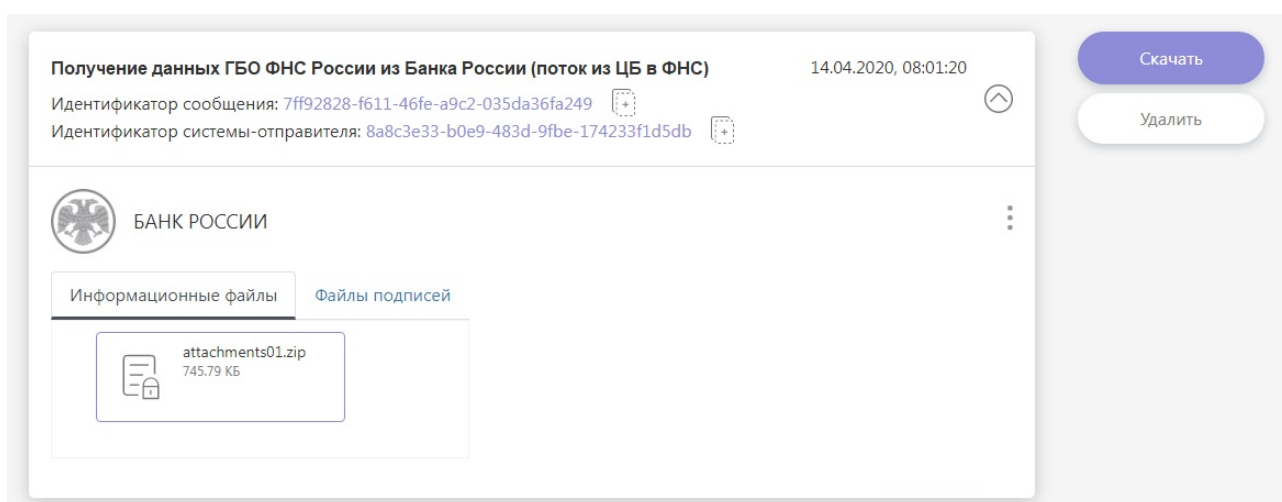 Получение данных ГБО ФНС России из Банка России (поток из ЦБ в ФНС) 14.04.2020, 08:01:20
Идентификатор сообщения: 7ff92828-f611-46fe-a9c2-035da36fa249
Идентификатор системы-отправителя: 8a8c3e33-b0e9-483d-9fbe-174233f1d5db
Скачать
Удалить
БАНК РОССИИ
Информационные файлы Файлы подписей
attachments01.zip
745.79 КБ